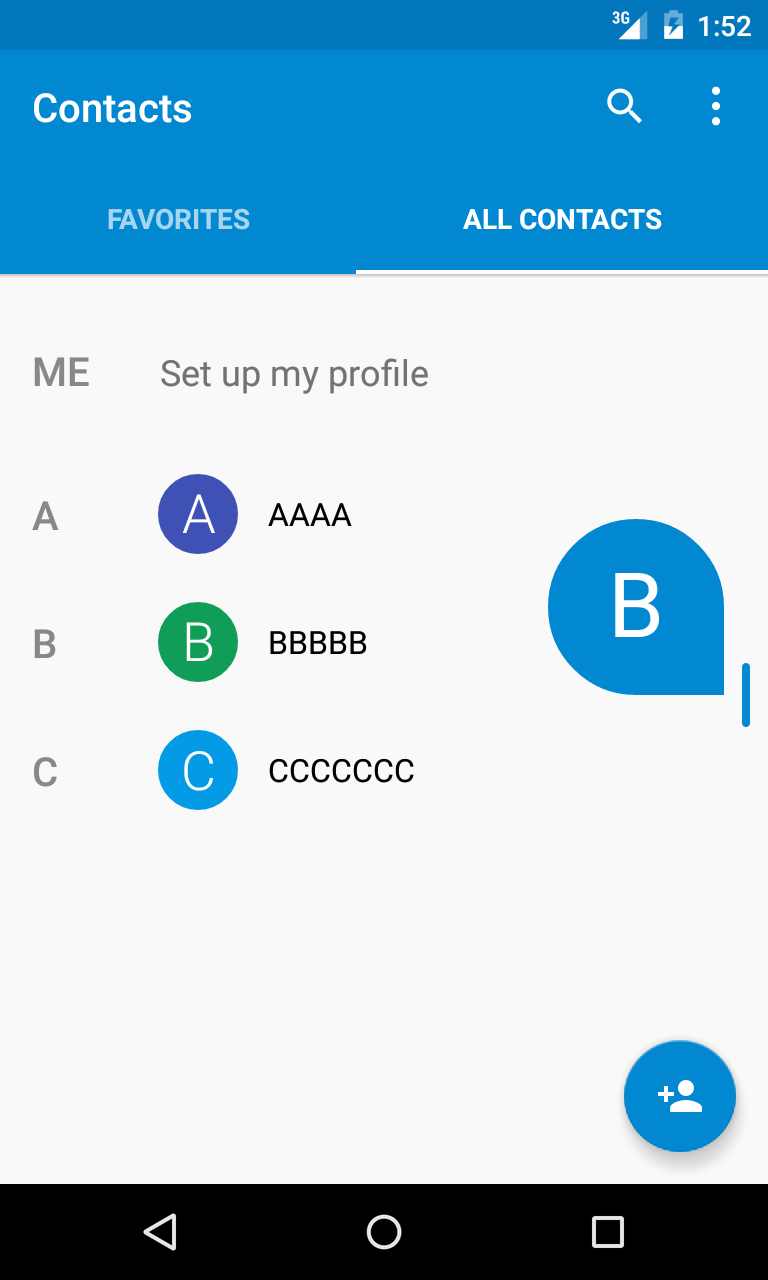 3G 1:52
Contacts
FAVORITES ALL CONTACTS
ME Set up my profile
A A AAAA
B B BBBBB
B
C C CCCCCCC